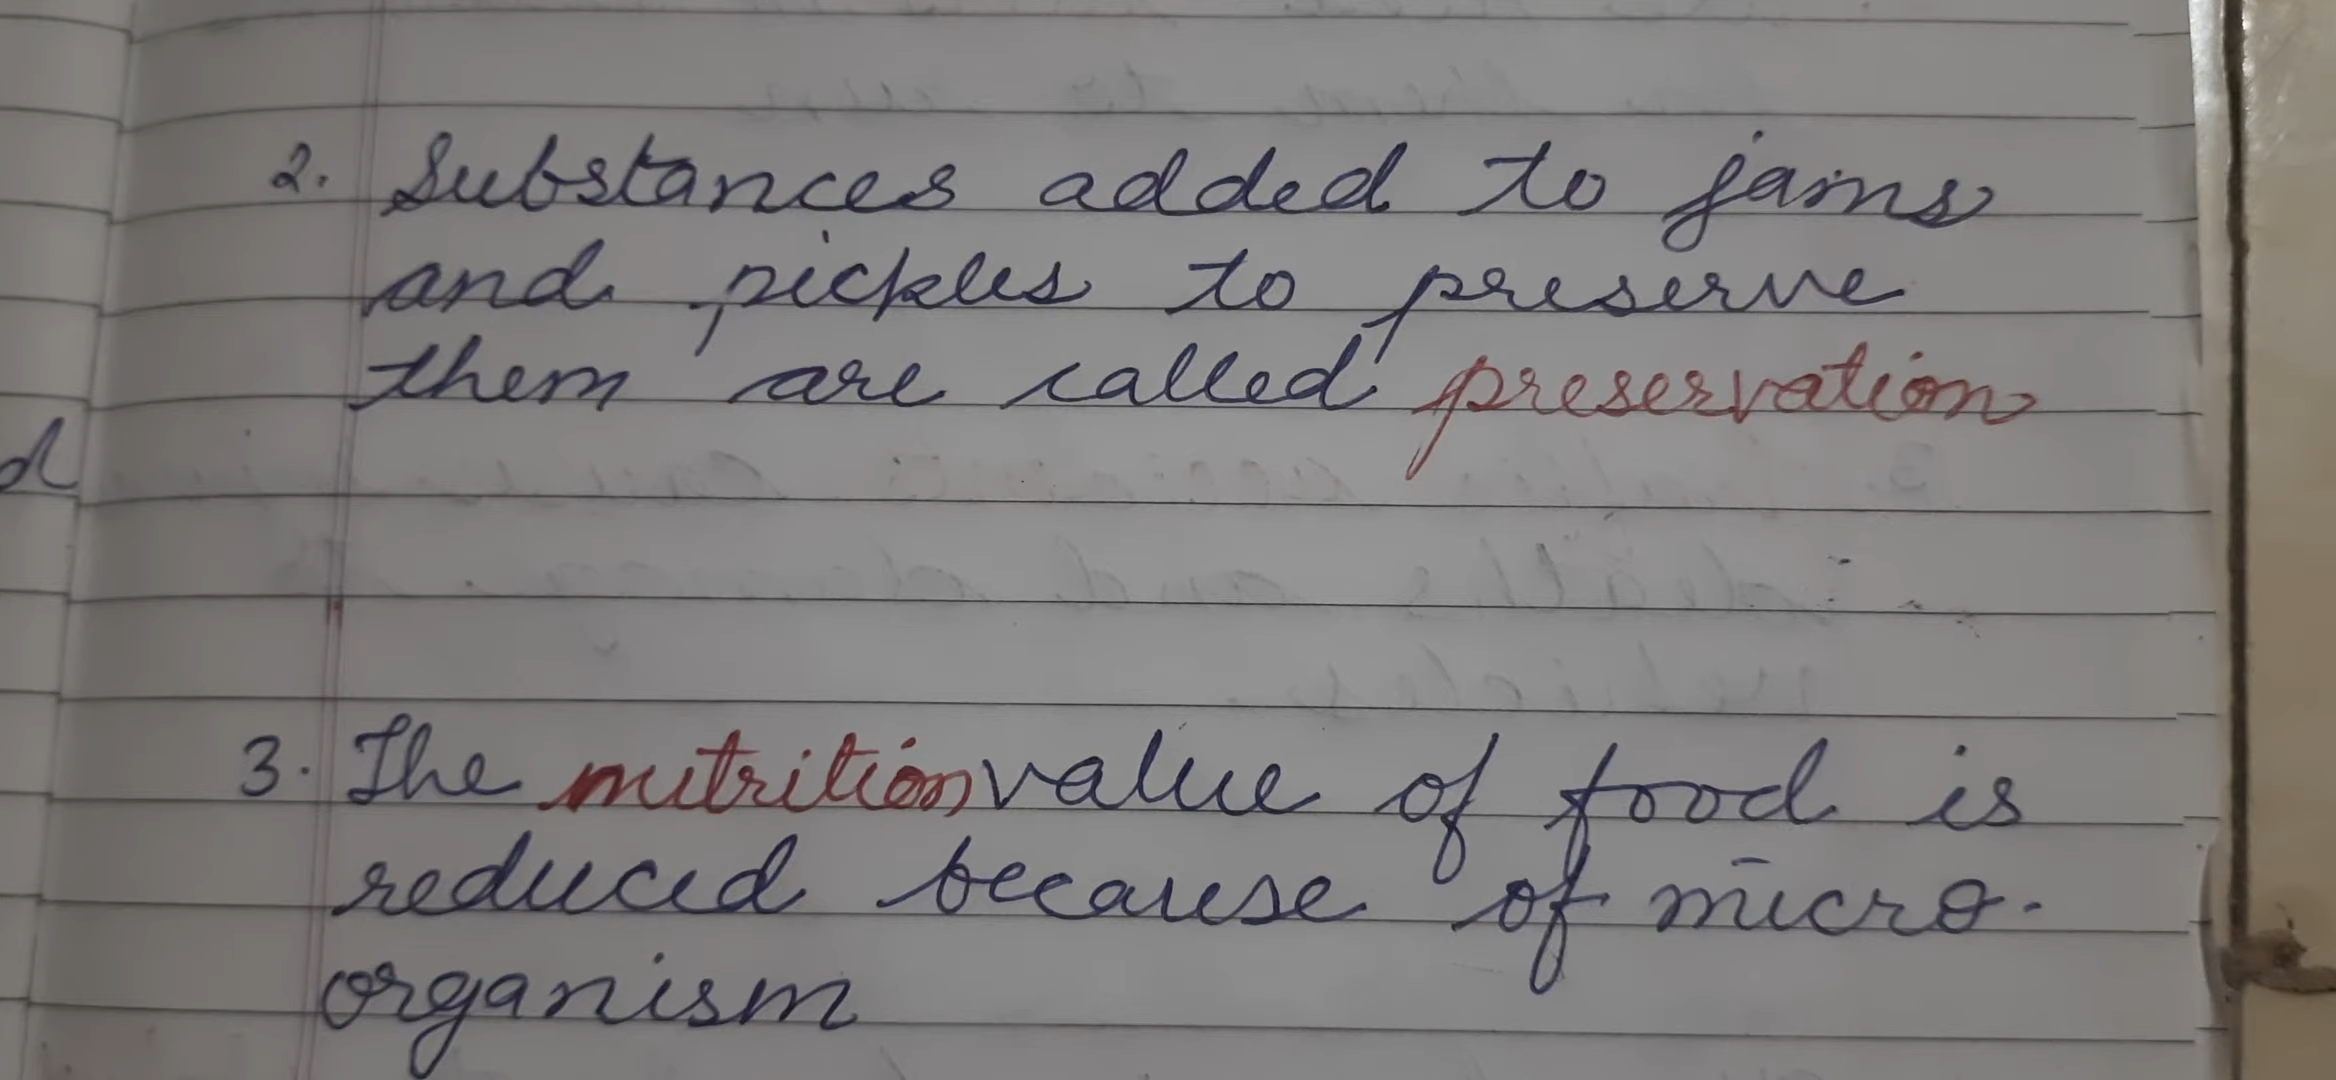 2. Substances added to jams
and pickles to preserve
them are called preservation
d
3. The nutrition value of food is
reduced because of micro-
organism